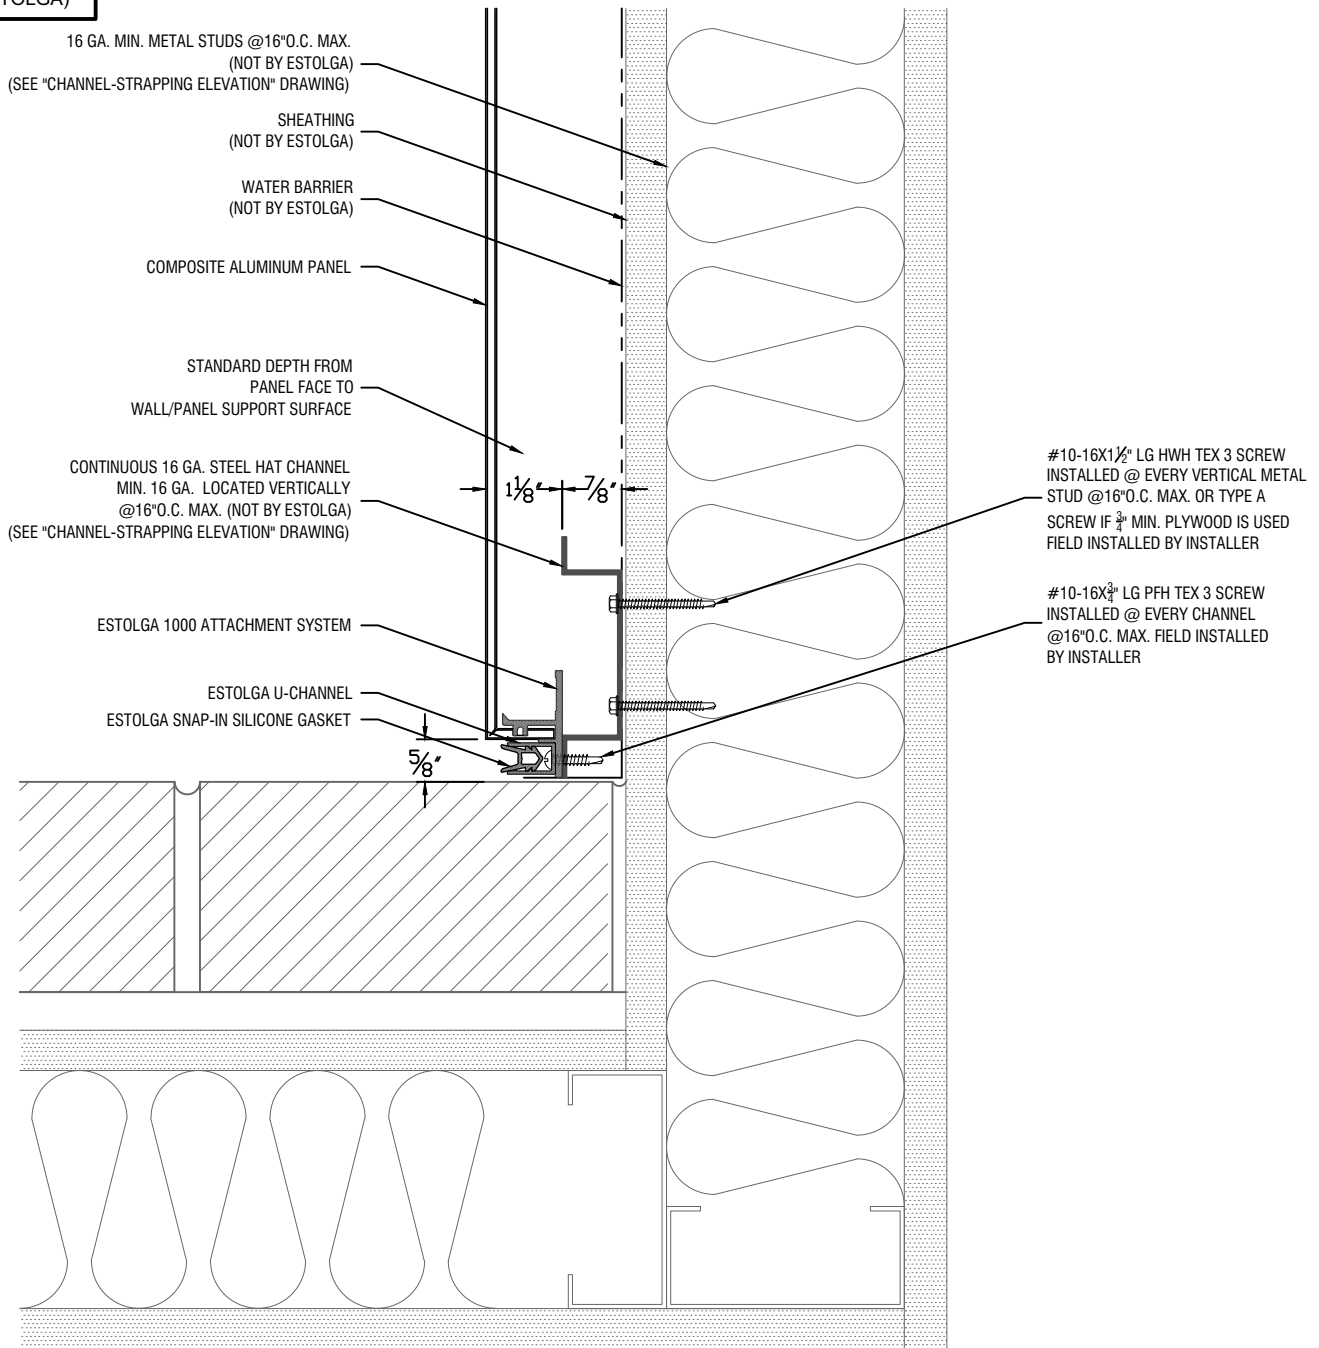 TOLGA)
16 GA. MIN. METAL STUDS @16"O.C. MAX.
(NOT BY ESTOLGA)
(SEE "CHANNEL-STRAPPING ELEVATION" DRAWING)
SHEATHING
(NOT BY ESTOLGA)
WATER BARRIER
(NOT BY ESTOLGA)
COMPOSITE ALUMINUM PANEL
STANDARD DEPTH FROM
PANEL FACE TO
WALL/PANEL SUPPORT SURFACE
CONTINUOUS 16 GA. STEEL HAT CHANNEL
MIN. 16 GA. LOCATED VERTICALLY
@16"O.C. MAX. (NOT BY ESTOLGA)
(SEE "CHANNEL-STRAPPING ELEVATION" DRAWING)
1 1/8" 7/8"
ESTOLGA 1000 ATTACHMENT SYSTEM
ESTOLGA U-CHANNEL
ESTOLGA SNAP-IN SILICONE GASKET
5/8"
#10-16X1 1/2" LG HWH TEX 3 SCREW
INSTALLED @ EVERY VERTICAL METAL
STUD @16"O.C. MAX. OR TYPE A
SCREW IF 3/4" MIN. PLYWOOD IS USED
FIELD INSTALLED BY INSTALLER
#10-16X3/4" LG PFH TEX 3 SCREW
INSTALLED @ EVERY CHANNEL
@16"O.C. MAX. FIELD INSTALLED
BY INSTALLER